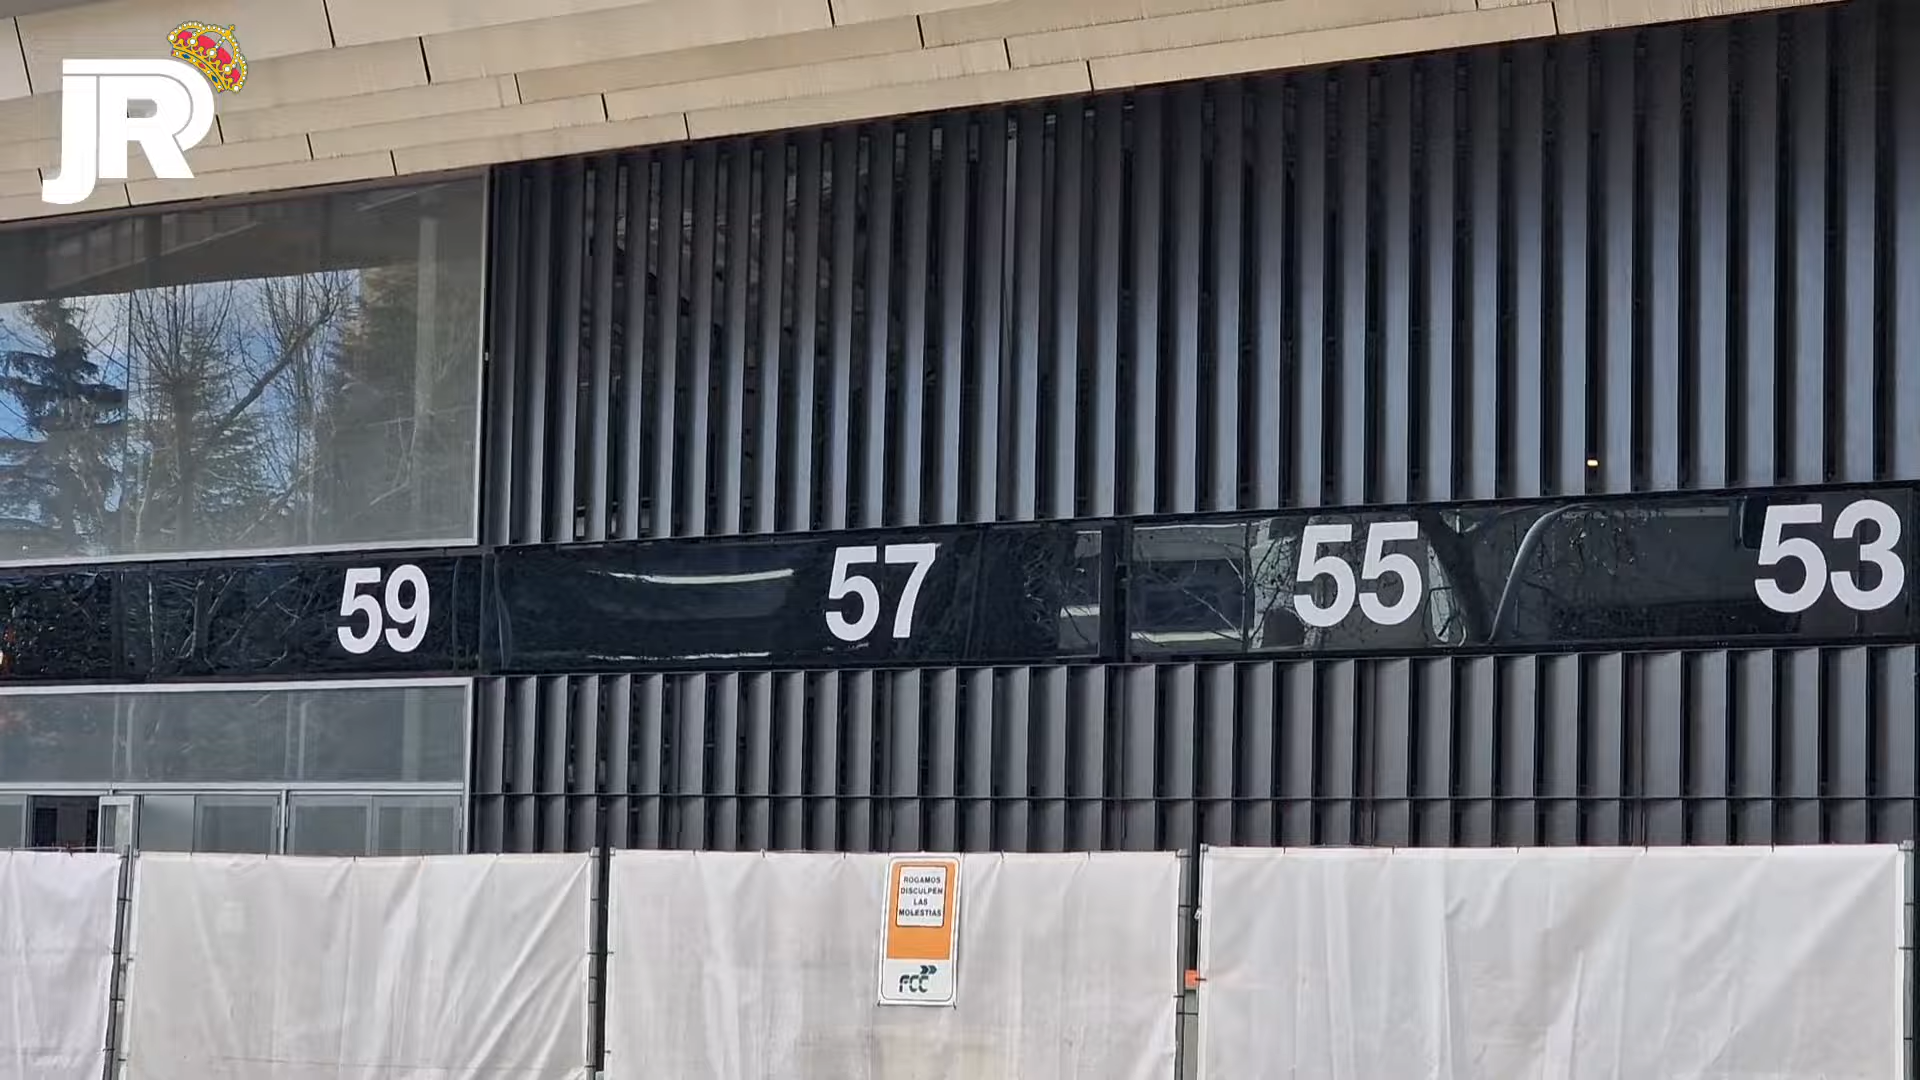 JR
59 57 55 53
ROGAMOS
DISCULPEN
LAS
MOLESTIAS
FCC